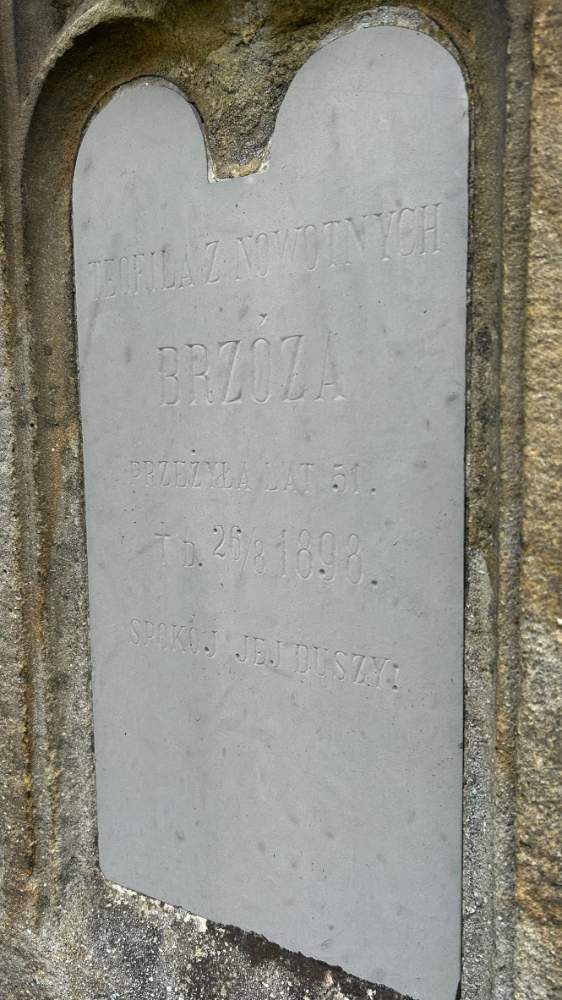 TEOFILA Z NOWOTNYCH
BRZÓZA
PRZEŻYŁA LAT 51.
† D. 26/8 1898.
SPOKÓJ JEJ DUSZY!